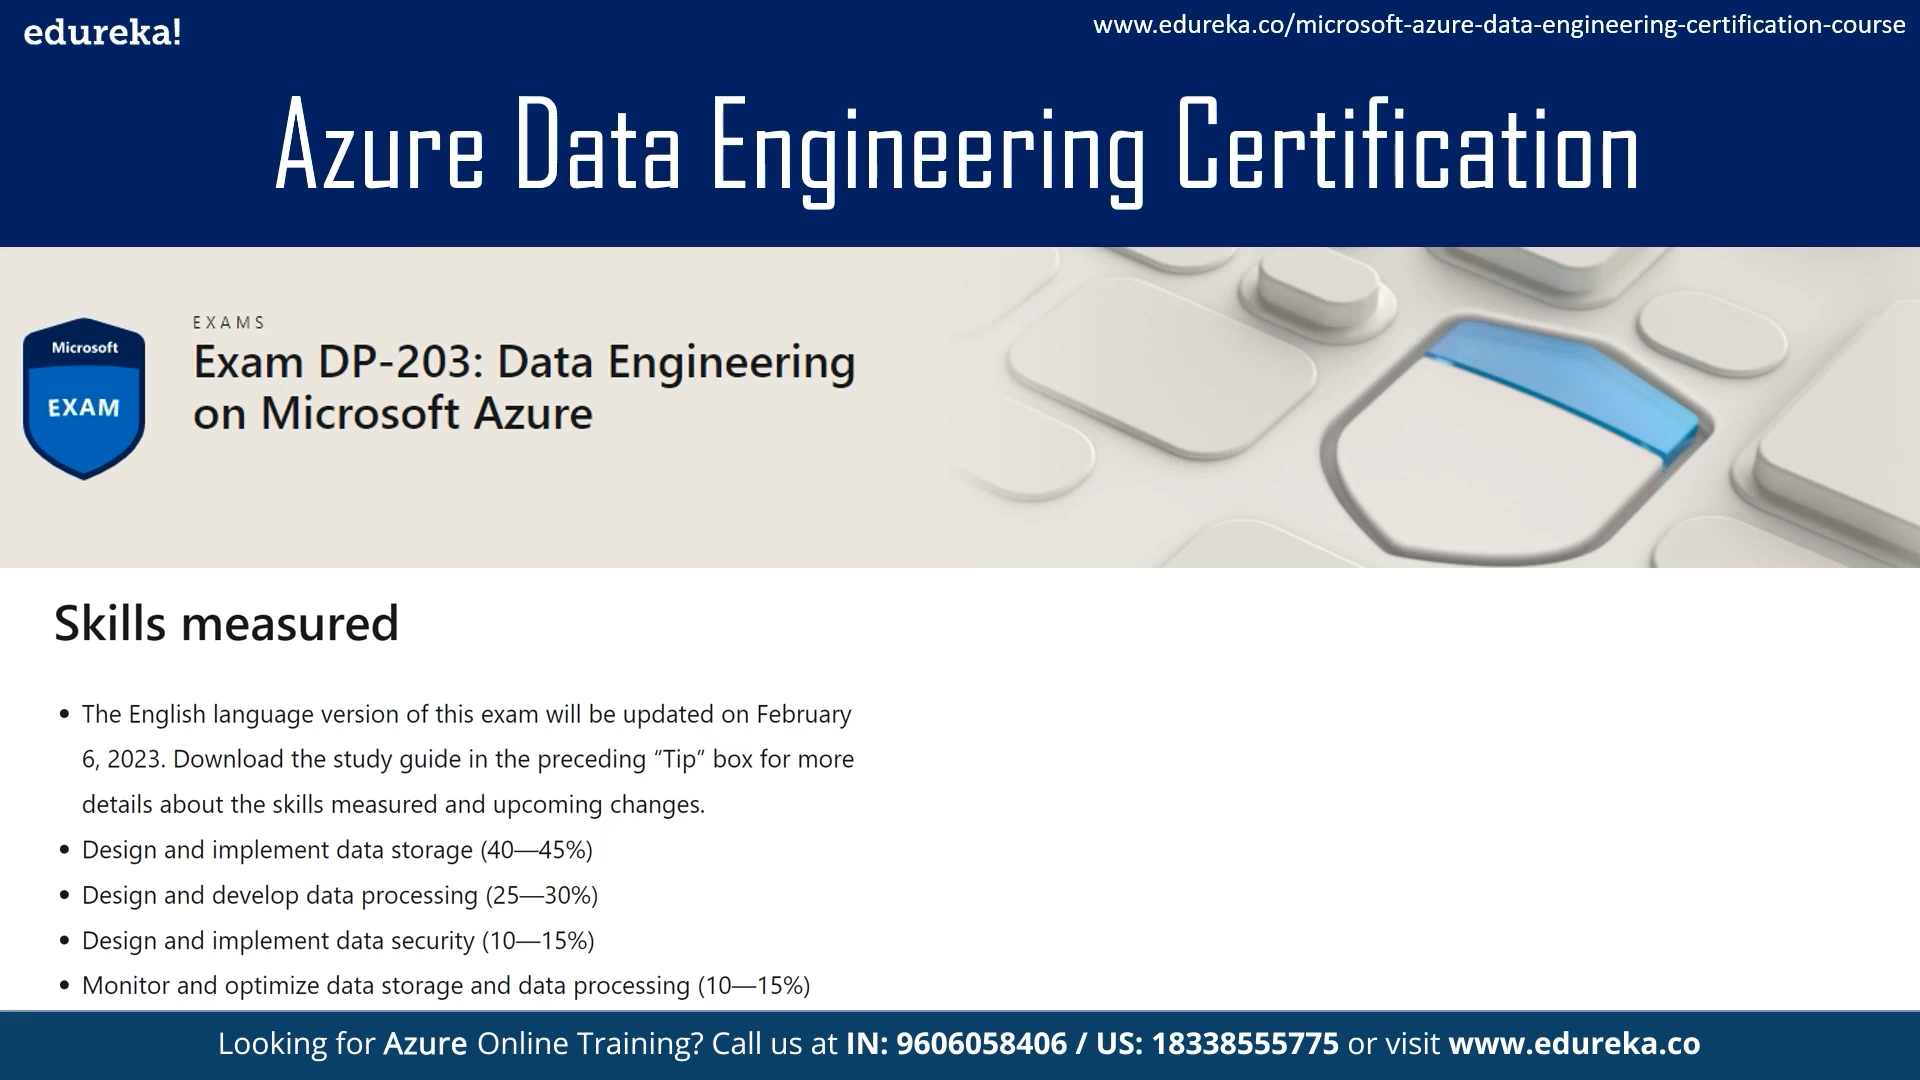 edureka!
www.edureka.co/microsoft-azure-data-engineering-certification-course
Azure Data Engineering Certification
Microsoft
EXAM
EXAMS
Exam DP-203: Data Engineering
on Microsoft Azure
Skills measured
• The English language version of this exam will be updated on February
6, 2023. Download the study guide in the preceding “Tip” box for more
details about the skills measured and upcoming changes.
• Design and implement data storage (40—45%)
• Design and develop data processing (25—30%)
• Design and implement data security (10—15%)
• Monitor and optimize data storage and data processing (10—15%)
Looking for Azure Online Training? Call us at IN: 9606058406 / US: 18338555775 or visit www.edureka.co